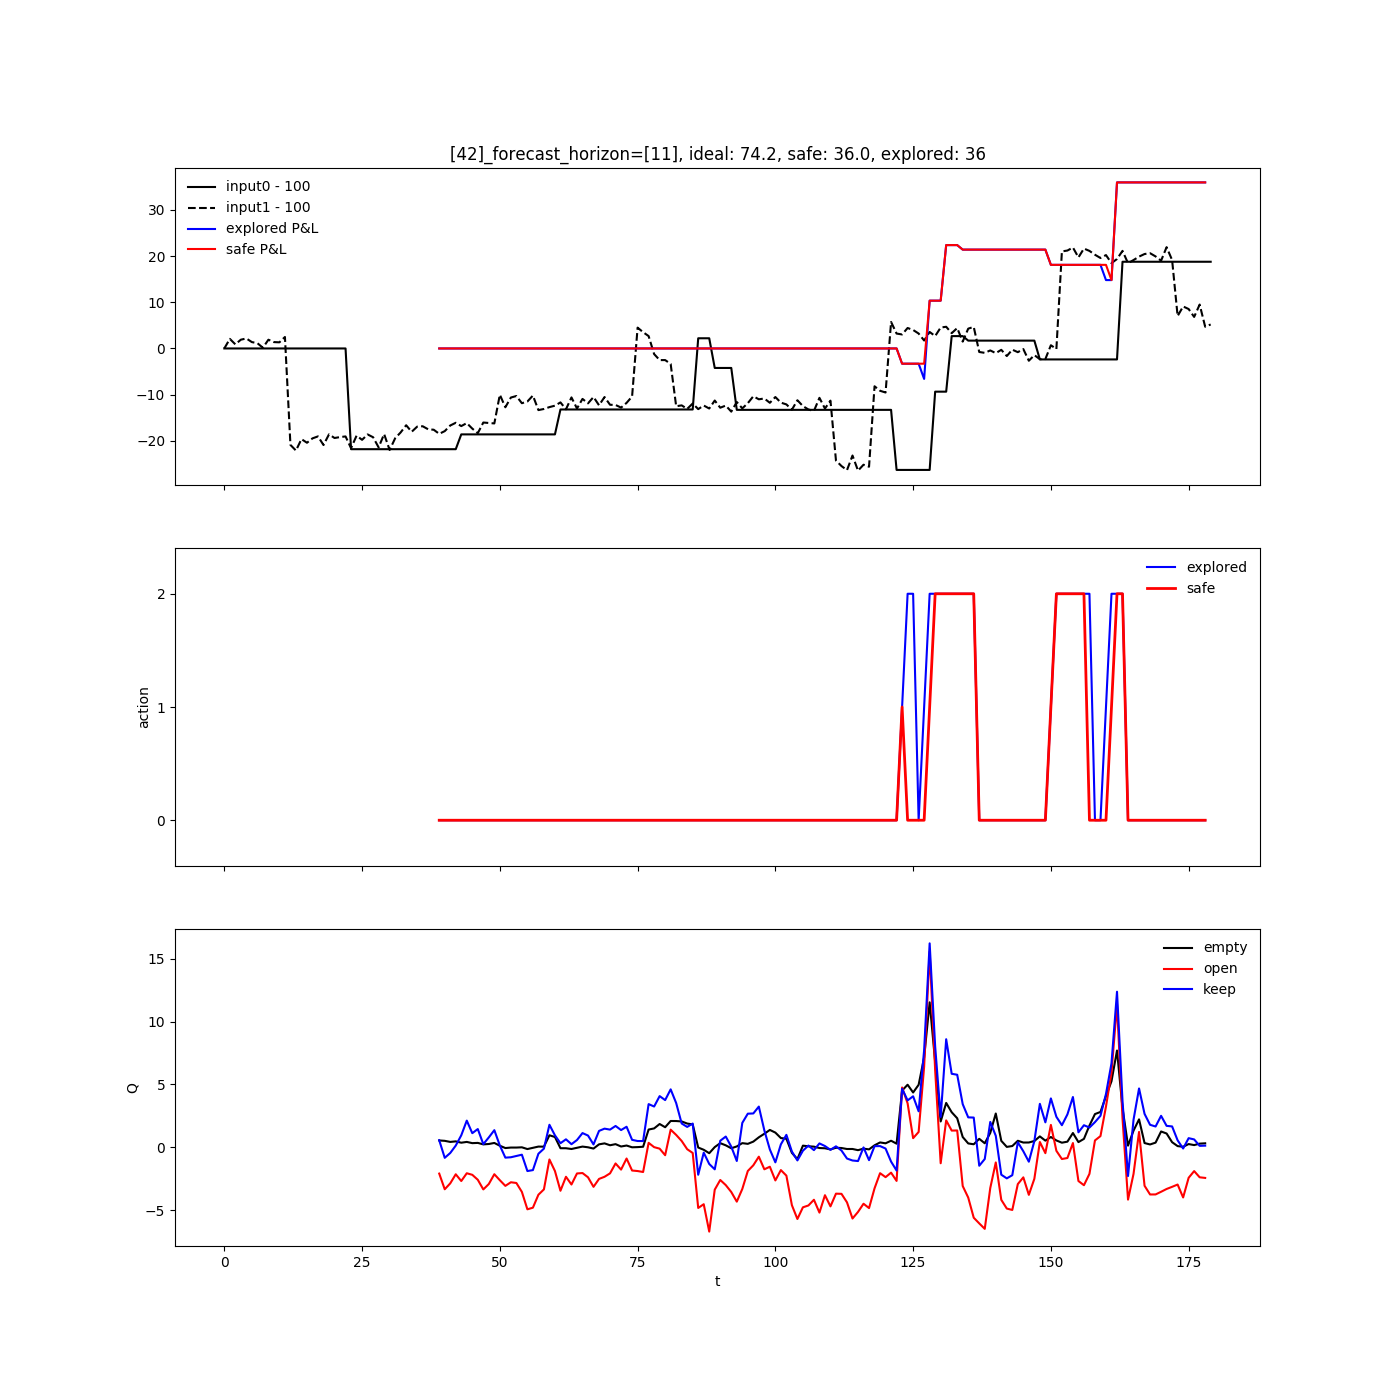 [42]_forecast_horizon=[11], ideal: 74.2, safe: 36.0, explored: 36
input0 - 100
input1 - 100
explored P&L
safe P&L
30
20
10
0
−10
−20
explored
safe
2
1
0
action
empty
open
keep
15
10
5
0
−5
Q
0 25 50 75 100 125 150 175
t